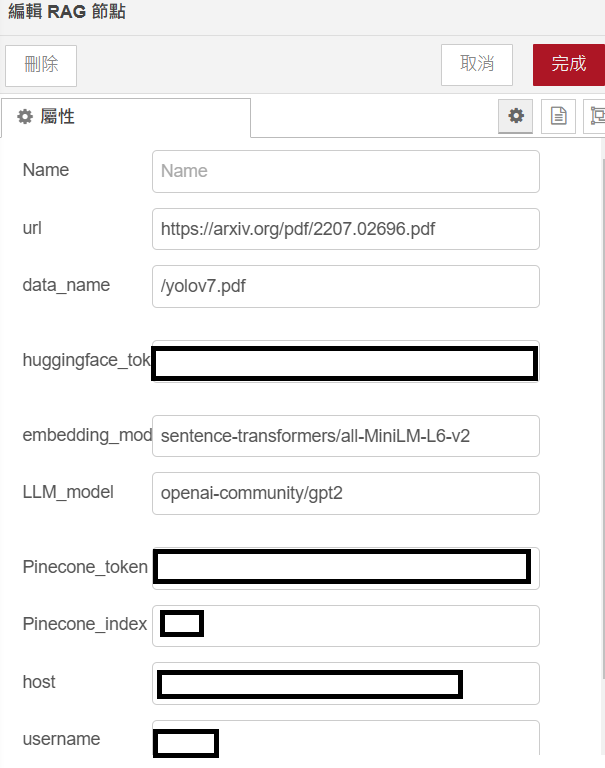 編輯 RAG 節點
刪除
取消
完成
屬性
Name
Name
url
https://arxiv.org/pdf/2207.02696.pdf
data_name
/yolov7.pdf
huggingface_tok
embedding_mod
sentence-transformers/all-MiniLM-L6-v2
LLM_model
openai-community/gpt2
Pinecone_token
Pinecone_index
host
username